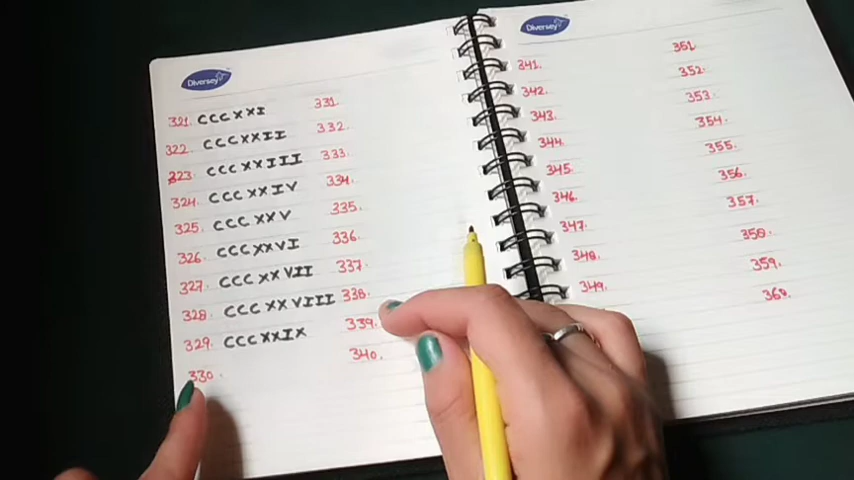 Diversey
321. CCCXXI
322. CCCXXII
323. CCCXXIII
324. CCCXXIV
325. CCCXXV
326. CCCXXVI
327. CCCXXVII
328. CCCXXVIII
329. CCCXXIX
330.
331.
332.
333.
334.
335.
336.
337.
338.
339.
340.
Diversey
341.
342.
343.
344.
345.
346.
347.
348.
349.
351.
352.
353.
354.
355.
356.
357.
358.
359.
360.